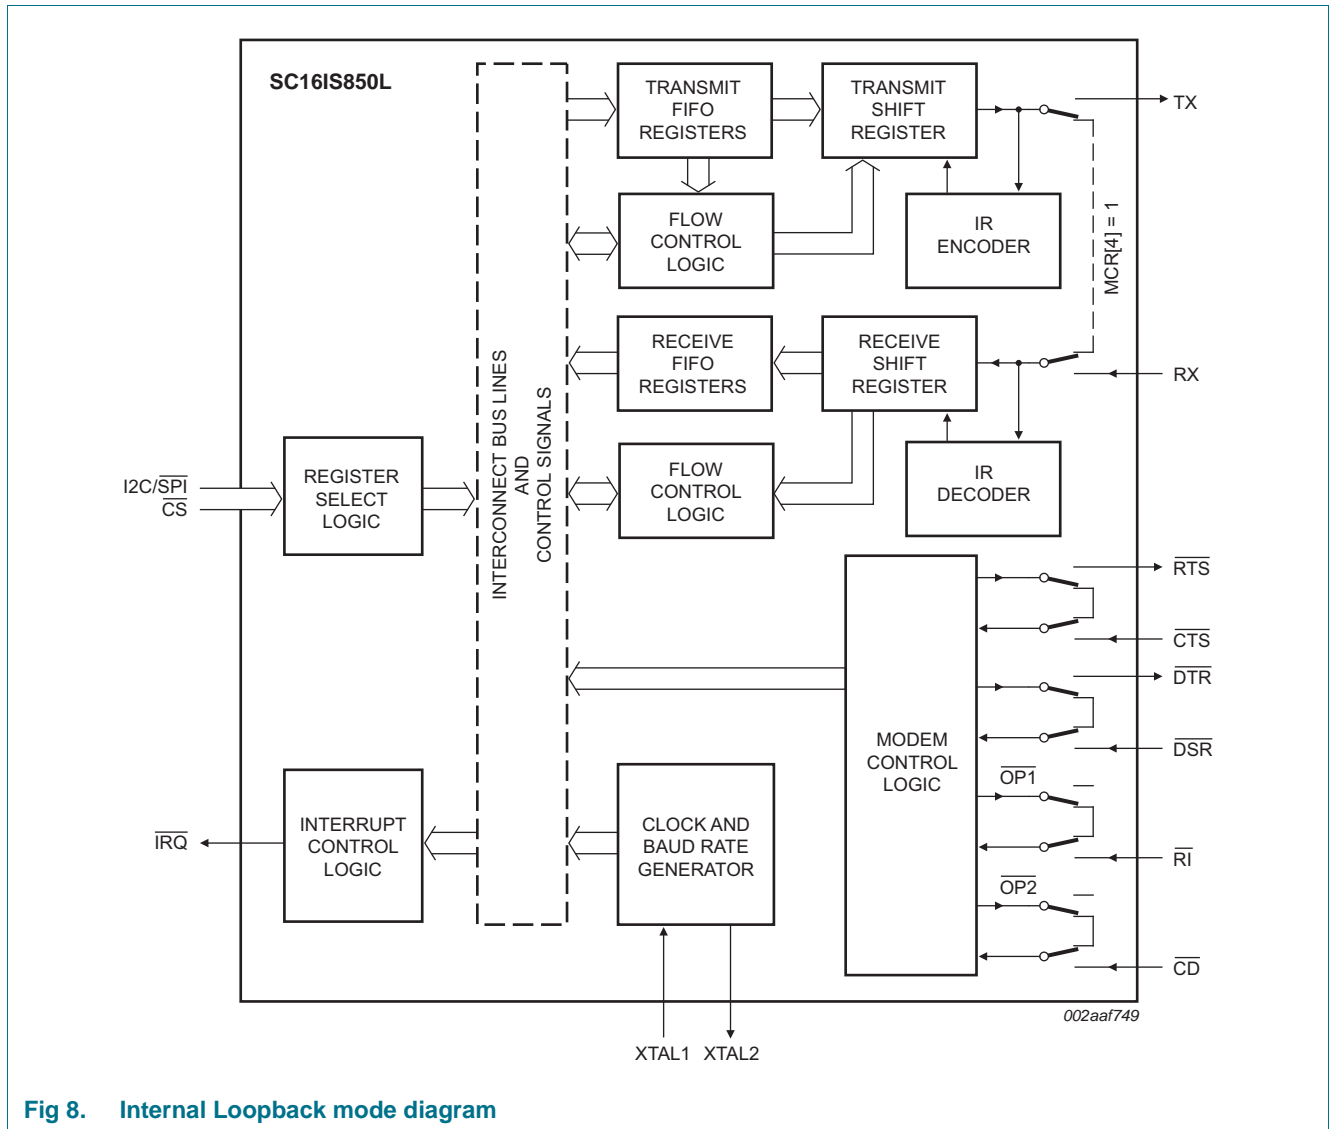 SC16IS850L
TRANSMIT
FIFO
REGISTERS
TRANSMIT
SHIFT
REGISTER
TX
FLOW
CONTROL
LOGIC
IR
ENCODER
MCR[4] = 1
RECEIVE
FIFO
REGISTERS
RECEIVE
SHIFT
REGISTER
RX
INTERCONNECT BUS LINES
AND
CONTROL SIGNALS
I2C/SPI
CS
REGISTER
SELECT
LOGIC
FLOW
CONTROL
LOGIC
IR
DECODER
RTS
CTS
DTR
MODEM
CONTROL
LOGIC
DSR
OP1
RI
OP2
CD
IRQ
INTERRUPT
CONTROL
LOGIC
CLOCK AND
BAUD RATE
GENERATOR
XTAL1 XTAL2
002aaf749
Fig 8. Internal Loopback mode diagram